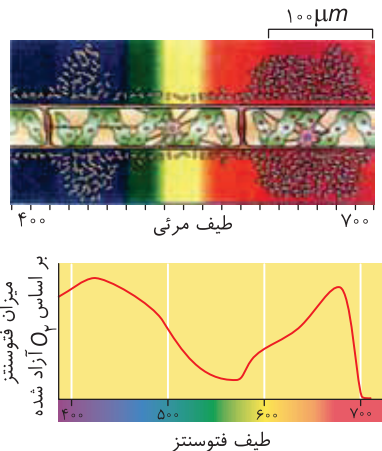 ۱۰۰µm
۴۰۰ ۷۰۰
طیف مرئی
میزان فتوسنتز
بر اساس O۲ آزاد شده
۴۰۰ ۵۰۰ ۶۰۰ ۷۰۰
طیف فتوسنتز